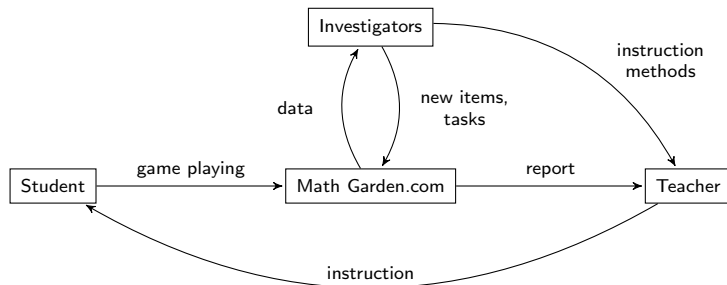 Investigators
instruction
methods
data
new items,
tasks
game playing
report
Student
Math Garden.com
Teacher
instruction